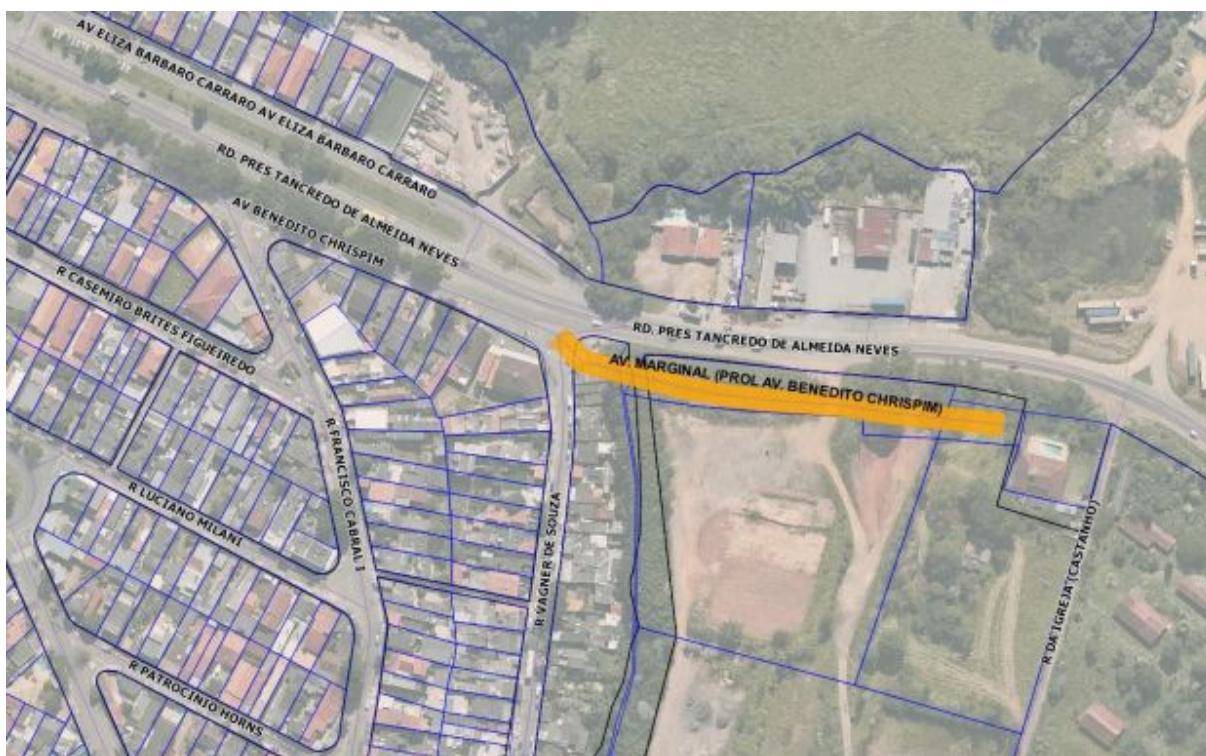 AV ELIZA BARBARO CARRARO AV ELIZA BARBARO CARRARO
RD. PRES TANCREDO DE ALMEIDA NEVES
AV BENEDITO CHRISPIM
R CASEMIRO BRITES FIGUEIREDO
RD. PRES TANCREDO DE ALMEIDA NEVES
AV. MARGINAL (PROL AV. BENEDITO CHRISPIM)
R FRANCISCO CABRAL I
R LUCIANO MILANI
R VAGNER DE SOUZA
R DA IGREJA (CASTANHO)
R PATROCINIO HORNS